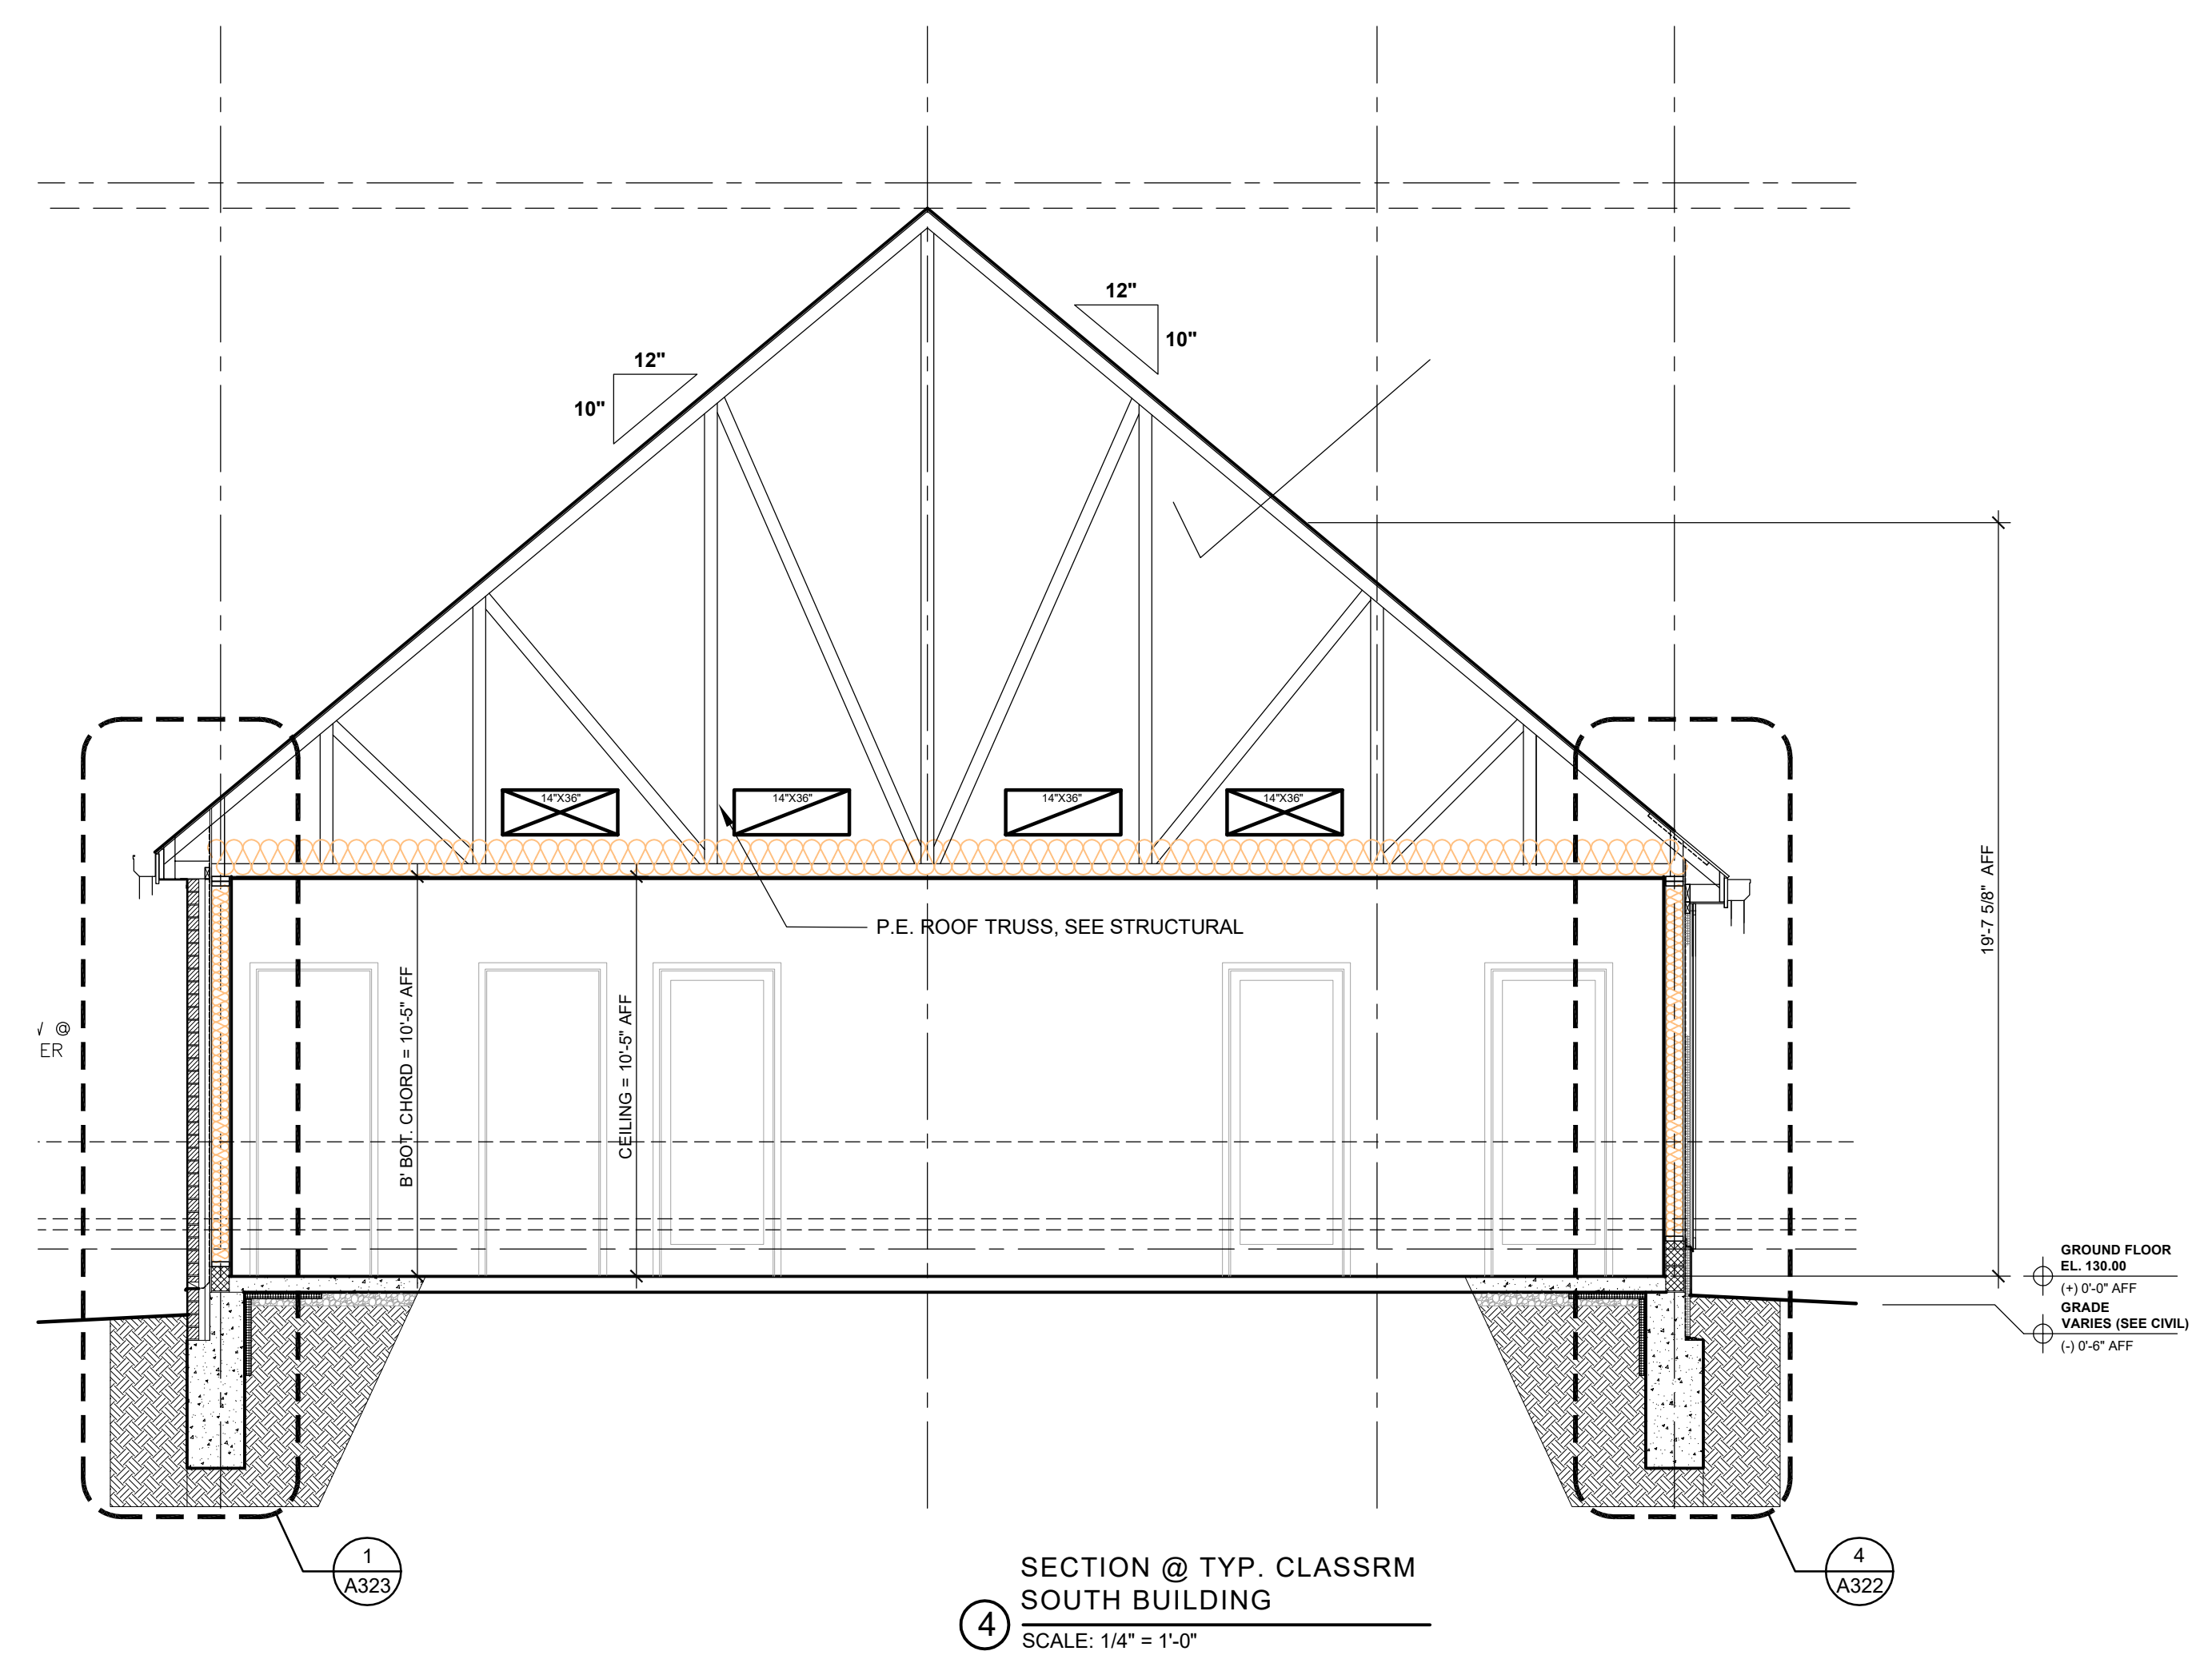 12"
10"
12"
10"
14"X36"
14"X36"
14"X36"
14"X36"
P.E. ROOF TRUSS, SEE STRUCTURAL
B' BOT. CHORD = 10'-5" AFF
CEILING = 10'-5" AFF
19'-7 5/8" AFF
@
ER
GROUND FLOOR
EL. 130.00
(+) 0'-0" AFF
GRADE
VARIES (SEE CIVIL)
(-) 0'-6" AFF
1
A323
4
A322
SECTION @ TYP. CLASSRM
SOUTH BUILDING
4
SCALE: 1/4" = 1'-0"